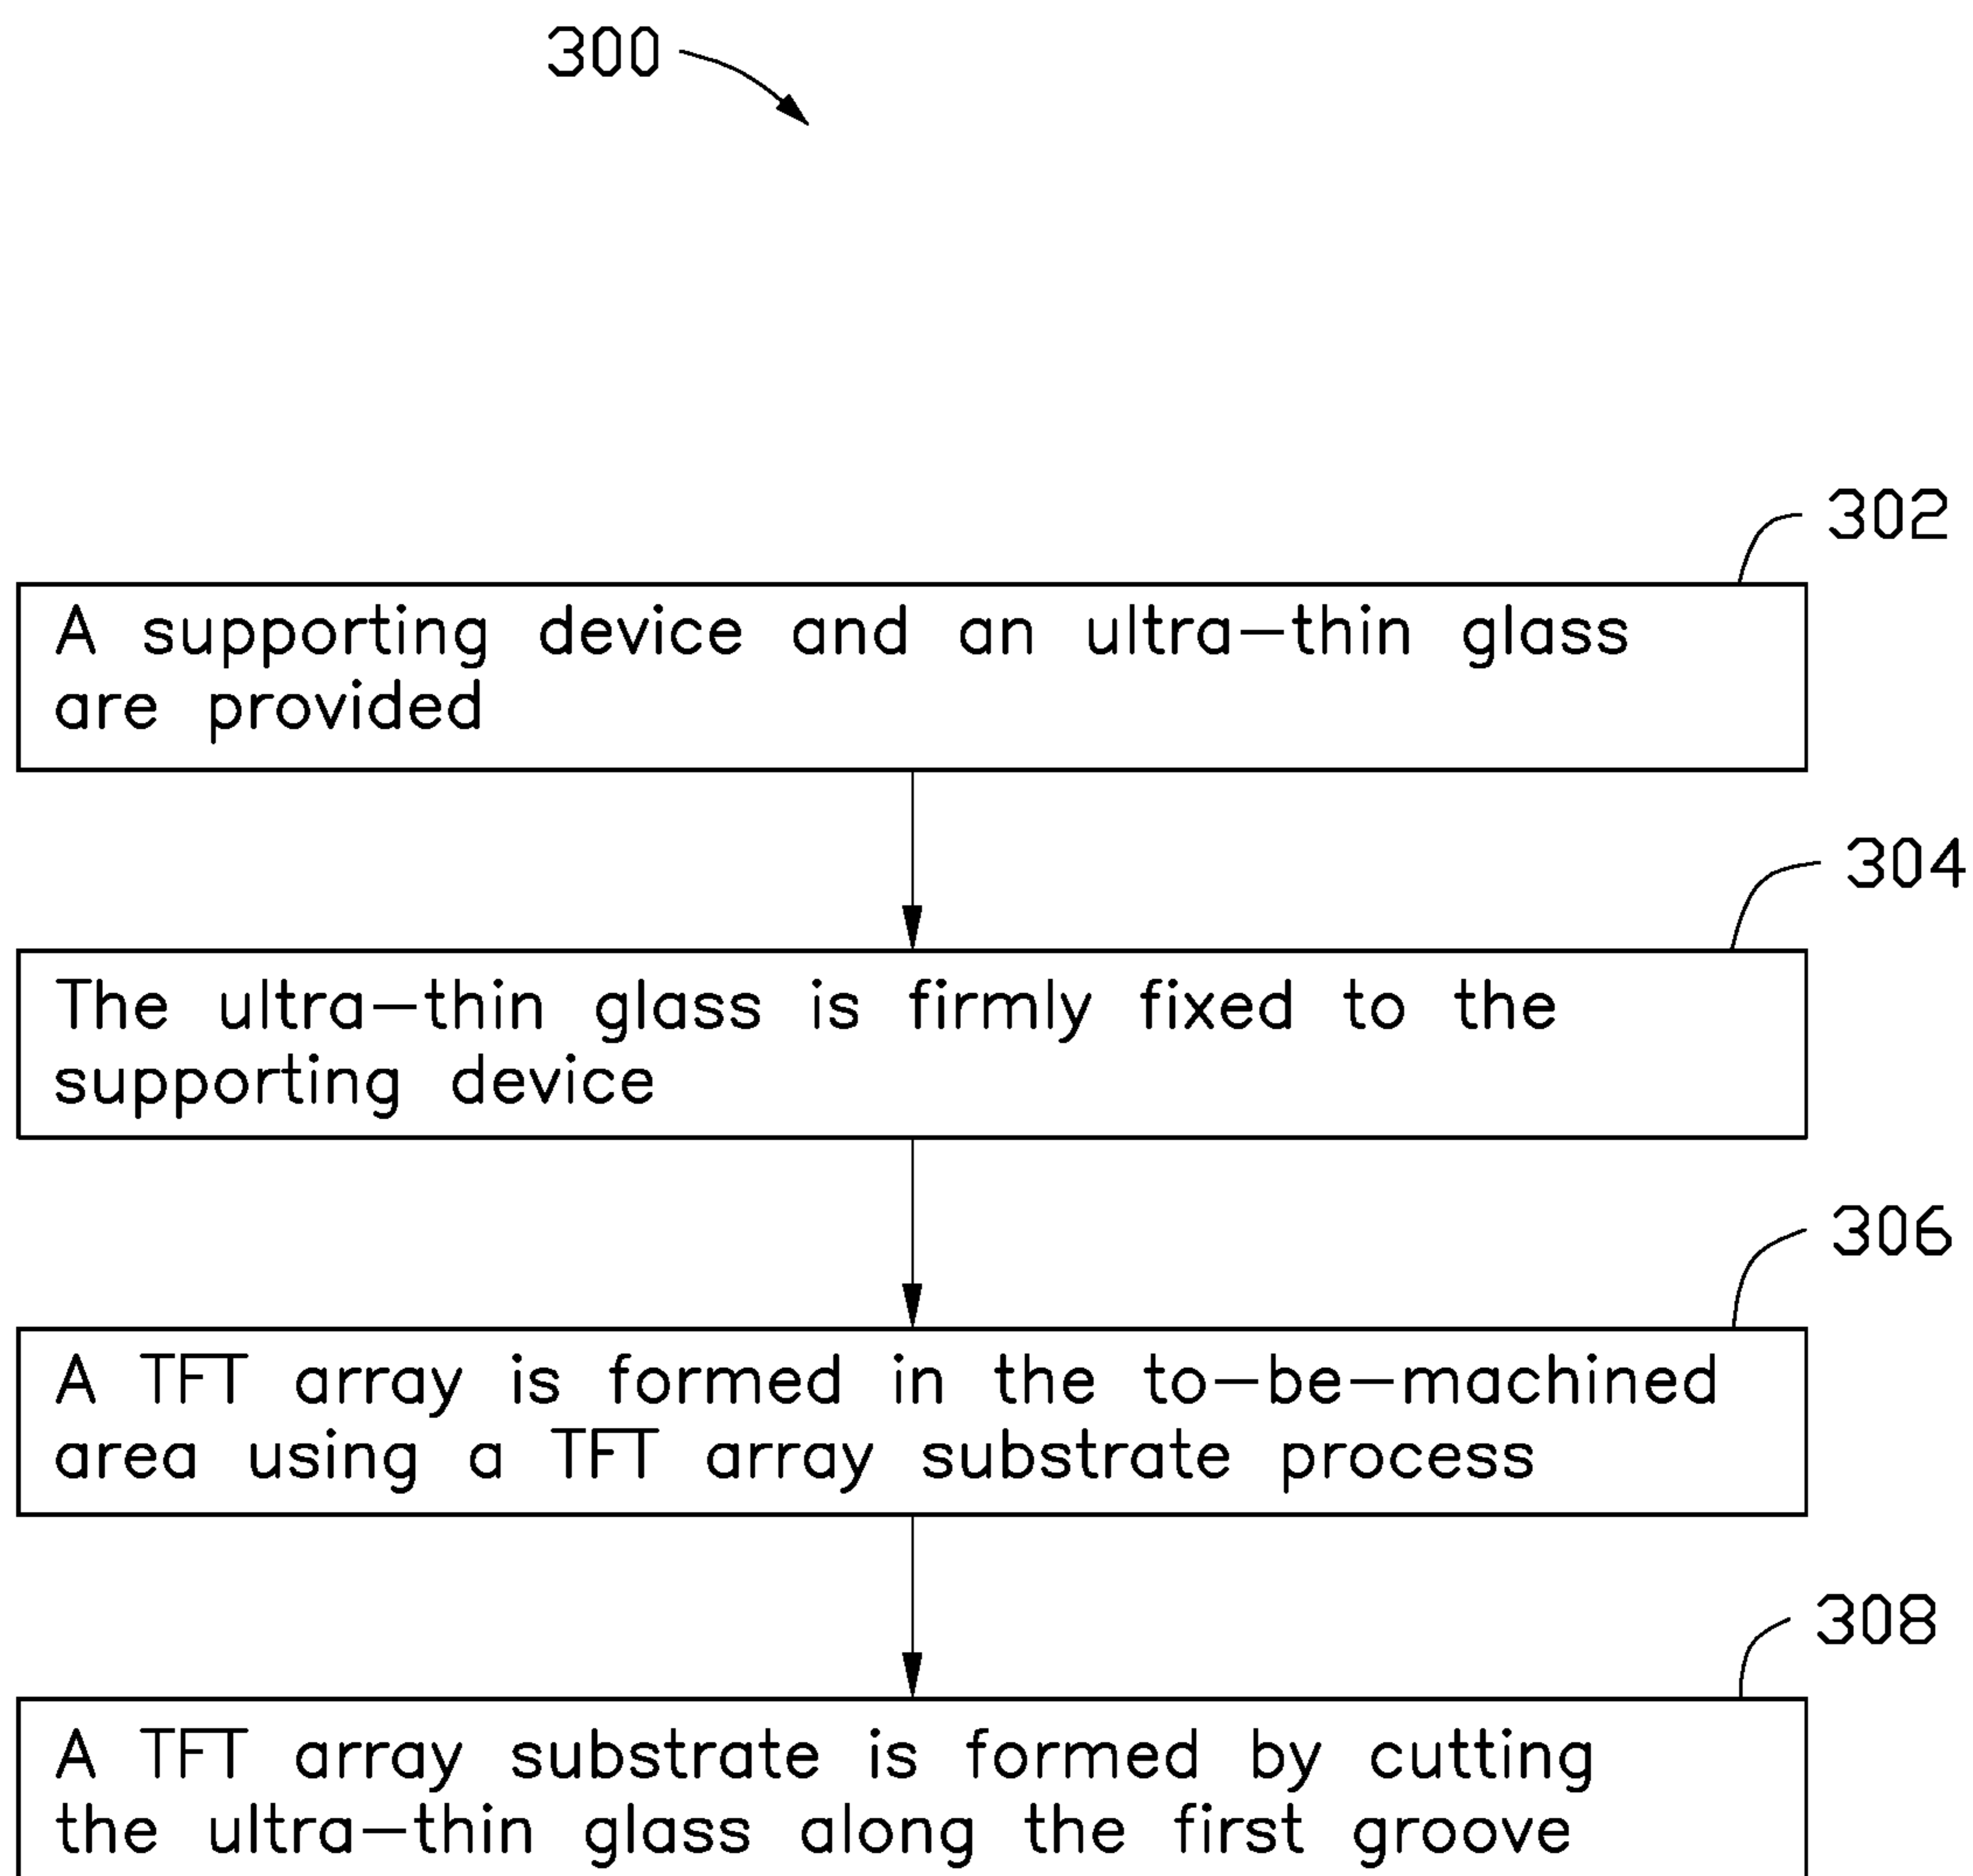 300
302
A supporting device and an ultra-thin glass
are provided
304
The ultra-thin glass is firmly fixed to the
supporting device
306
A TFT array is formed in the to-be-machined
area using a TFT array substrate process
308
A TFT array substrate is formed by cutting
the ultra-thin glass along the first groove